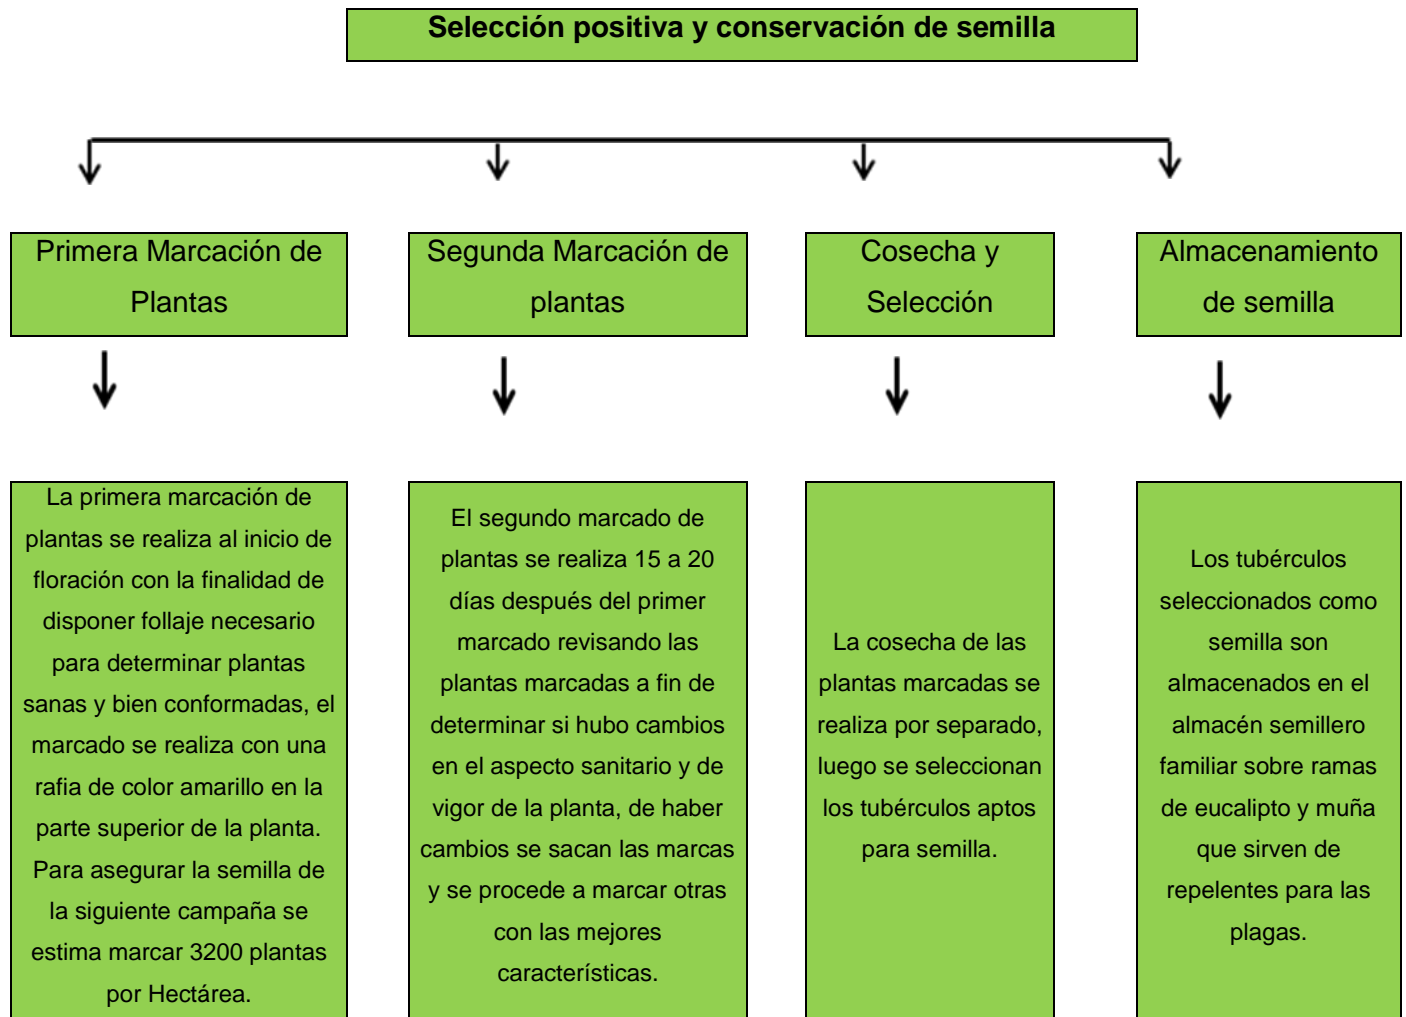 Selección positiva y conservación de semilla
Primera Marcación de
Plantas
Segunda Marcación de
plantas
Cosecha y
Selección
Almacenamiento
de semilla
La primera marcación de
plantas se realiza al inicio de
floración con la finalidad de
disponer follaje necesario
para determinar plantas
sanas y bien conformadas, el
marcado se realiza con una
rafia de color amarillo en la
parte superior de la planta.
Para asegurar la semilla de
la siguiente campaña se
estima marcar 3200 plantas
por Hectárea.
El segundo marcado de
plantas se realiza 15 a 20
días después del primer
marcado revisando las
plantas marcadas a fin de
determinar si hubo cambios
en el aspecto sanitario y de
vigor de la planta, de haber
cambios se sacan las marcas
y se procede a marcar otras
con las mejores
características.
La cosecha de las
plantas marcadas se
realiza por separado,
luego se seleccionan
los tubérculos aptos
para semilla.
Los tubérculos
seleccionados como
semilla son
almacenados en el
almacén semillero
familiar sobre ramas
de eucalipto y muña
que sirven de
repelentes para las
plagas.